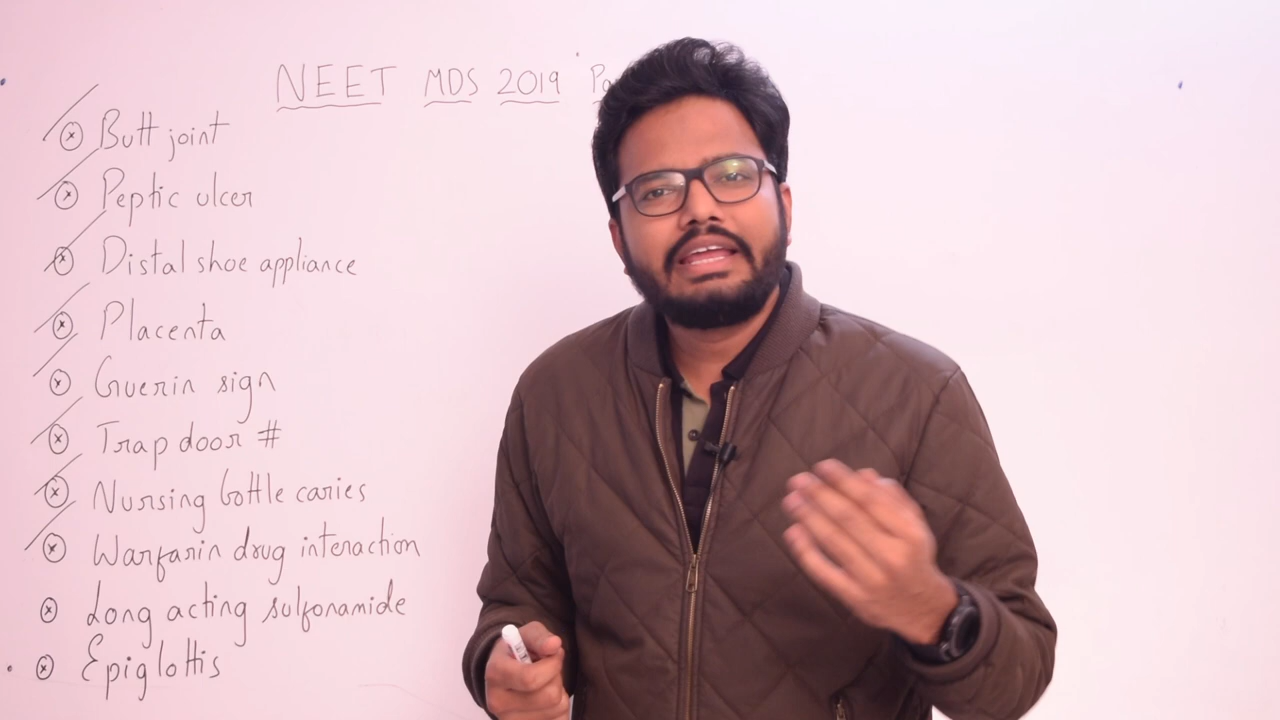 NEET MDS 2019
Butt joint
Peptic ulcer
Distal shoe appliance
Placenta
Guerin sign
Trap door #
Nursing bottle caries
Warfarin drug interaction
Long acting sulfonamide
Epiglottis